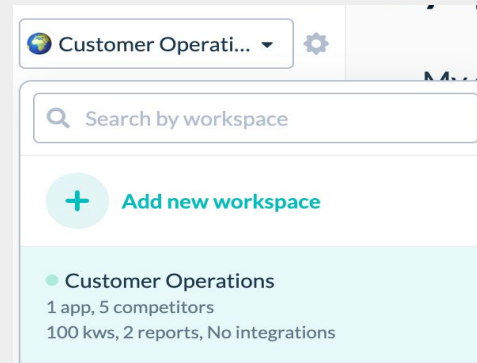 Customer Operati...
Search by workspace
Add new workspace
Customer Operations
1 app, 5 competitors
100 kws, 2 reports, No integrations